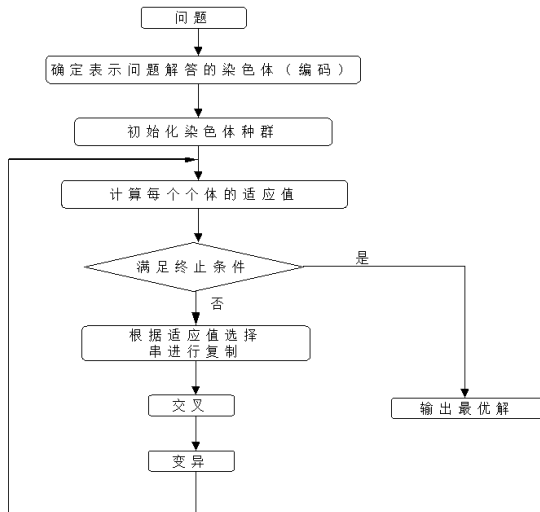 问题
确定表示问题解答的染色体（编码）
初始化染色体种群
计算每个个体的适应值
满足终止条件
是
否
根据适应值选择
串进行复制
交叉
输出最优解
变异